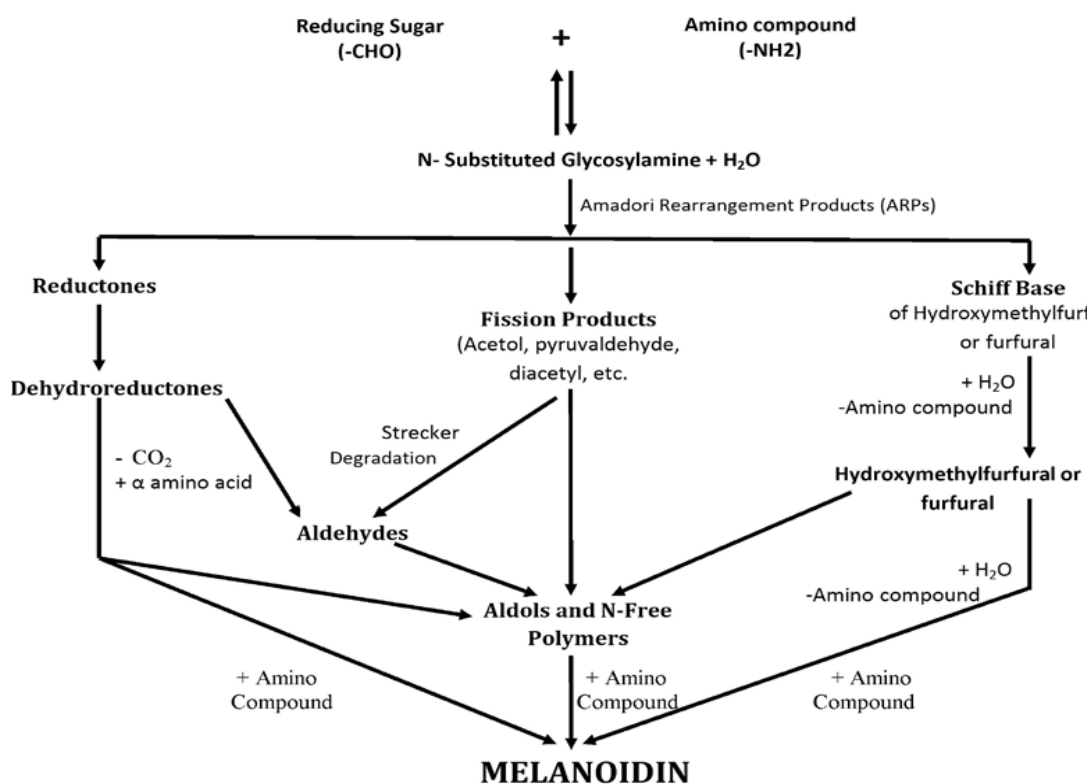 Reducing Sugar
(-CHO)
+
Amino compound
(-NH2)
N- Substituted Glycosylamine + H₂O
Amadori Rearrangement Products (ARPs)
Reductones
Fission Products
(Acetol, pyruvaldehyde,
diacetyl, etc.
Schiff Base
of Hydroxymethylfurf
or furfural
Dehydroreductones
+ H₂O
-Amino compound
Strecker
Degradation
- CO₂
+ α amino acid
Hydroxymethylfurfural or
furfural
Aldehydes
+ H₂O
-Amino compound
Aldols and N-Free
Polymers
+ Amino
Compound
+ Amino
Compound
+ Amino
Compound
MELANOIDIN